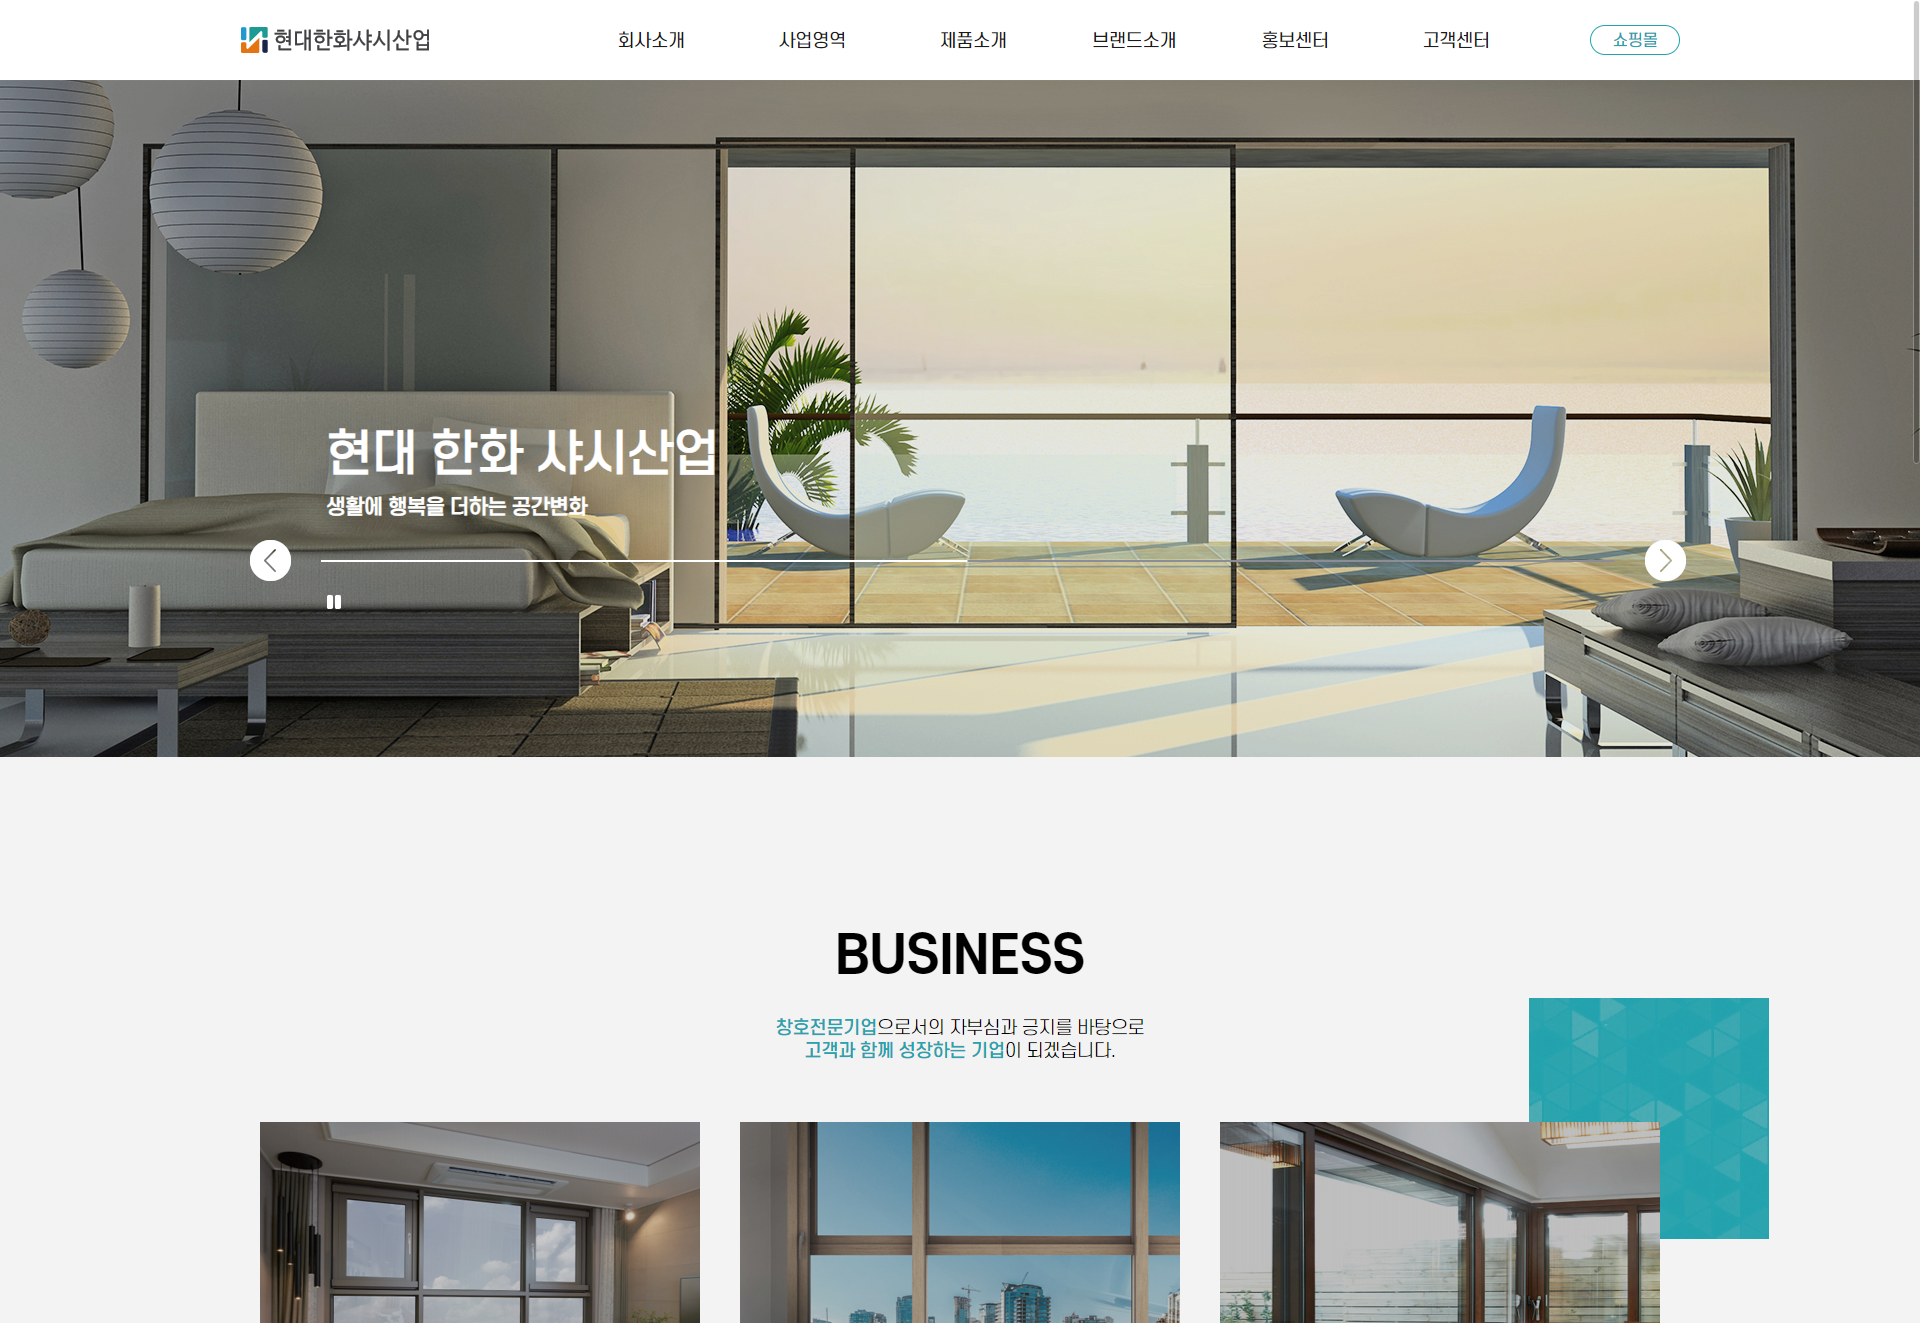 현대한화샤시산업
회사소개
사업영역
제품소개
브랜드소개
홍보센터
고객센터
쇼핑몰
현대 한화 샤시산업
생활에 행복을 더하는 공간변화
BUSINESS
창호전문기업으로서의 자부심과 긍지를 바탕으로
고객과 함께 성장하는 기업이 되겠습니다.